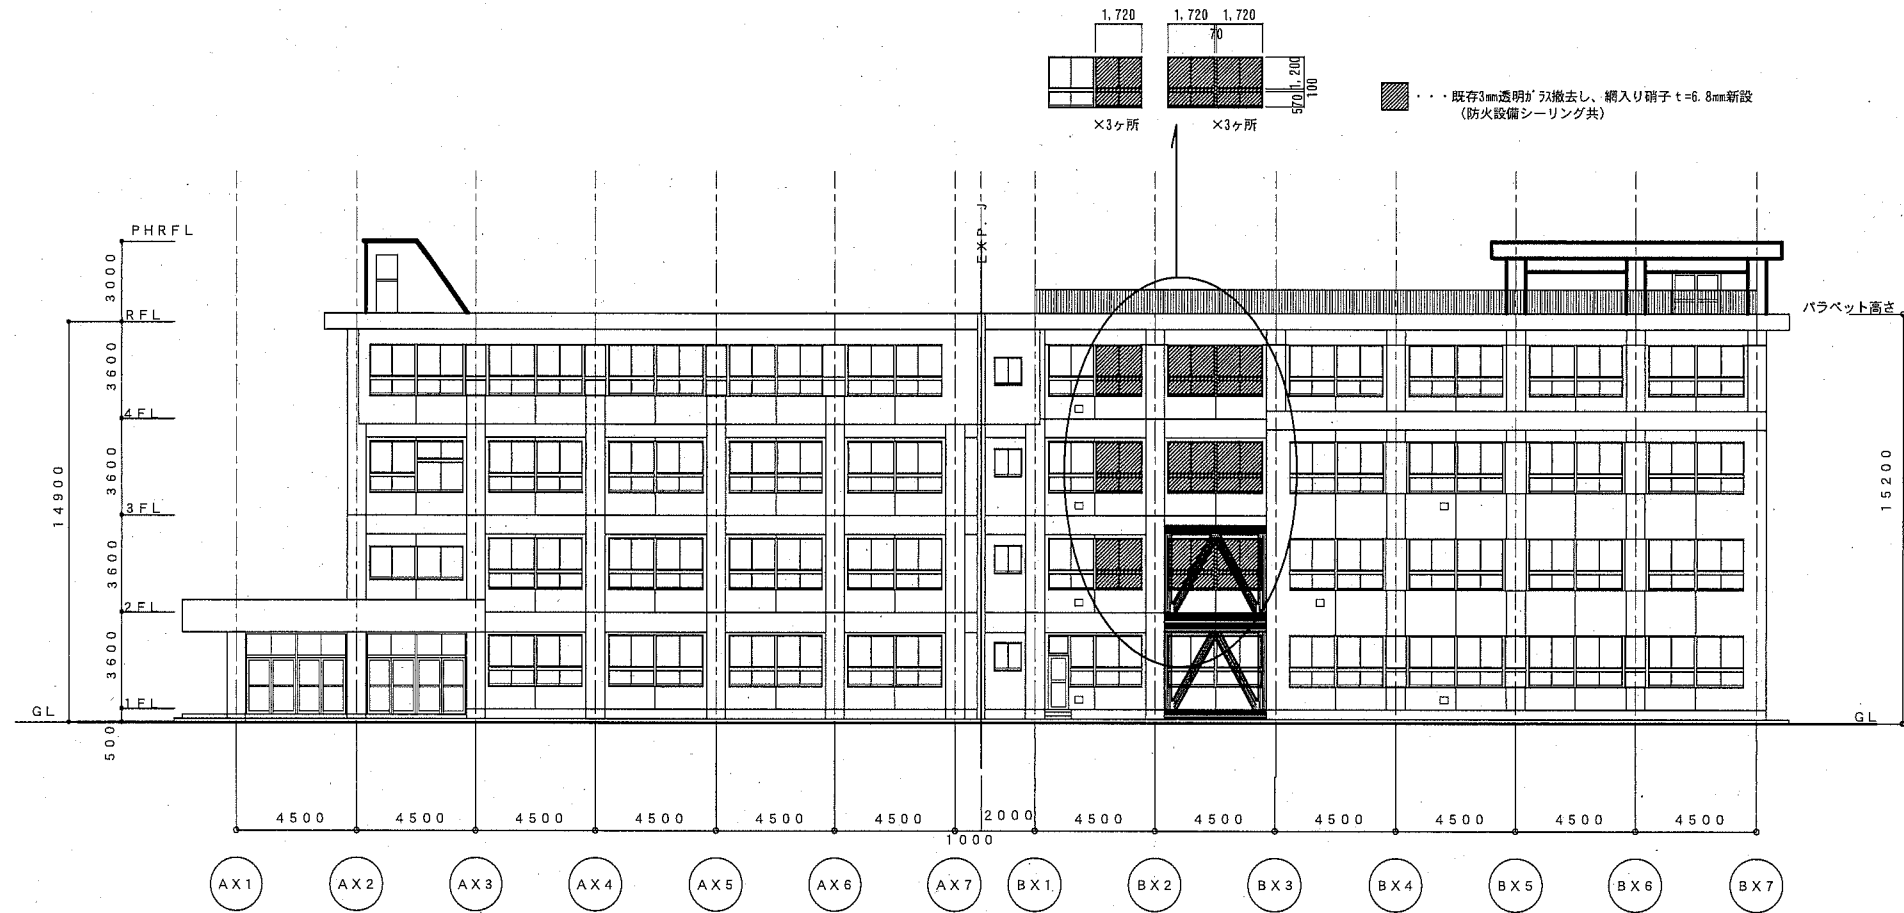 1,720
1,720
1,720
70
1,200
100
570
×3ヶ所
×3ヶ所
・・・既存3mm透明ガラス撤去し、網入り硝子 t=6.8mm新設
(防火設備シーリング共)
PHRFL
3000
RFL
3600
4FL
3600
3FL
3600
2FL
3600
1FL
GL
500
14900
EXP.J
パラペット高さ
15200
GL
4500
4500
4500
4500
4500
4500
1000
2000
4500
4500
4500
4500
4500
4500
AX1
AX2
AX3
AX4
AX5
AX6
AX7
BX1
BX2
BX3
BX4
BX5
BX6
BX7